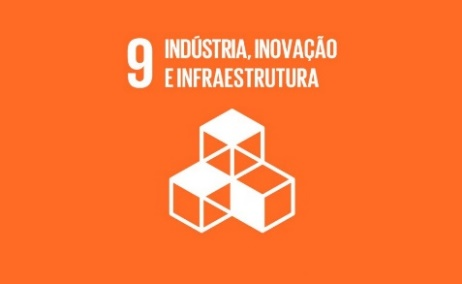 9 INDÚSTRIA, INOVAÇÃO
E INFRAESTRUTURA